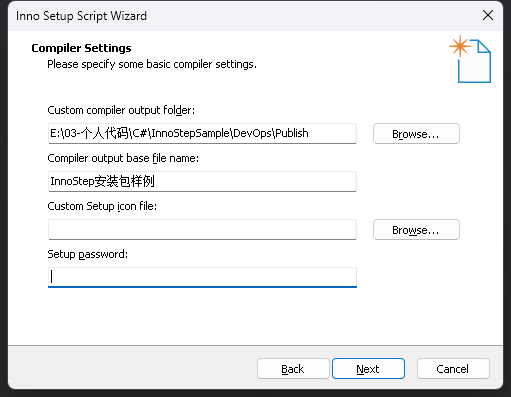 Inno Setup Script Wizard
Compiler Settings
Please specify some basic compiler settings.
Custom compiler output folder:
E:\03-个人代码\C#\InnoStepSample\DevOps\Publish
Browse...
Compiler output base file name:
InnoStep安装包样例
Custom Setup icon file:
Browse...
Setup password:
Back
Next
Cancel